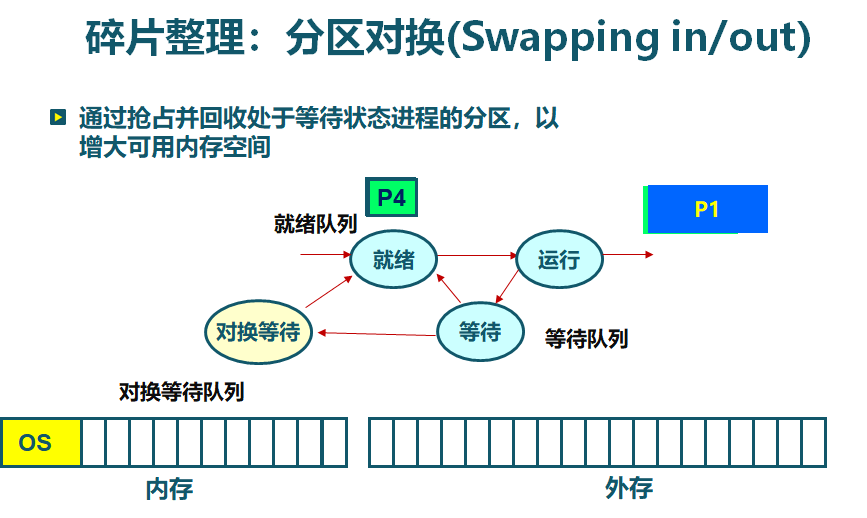 碎片整理：分区对换(Swapping in/out)
通过抢占并回收处于等待状态进程的分区，以
增大可用内存空间
P4
P1
就绪队列
就绪
运行
对换等待
等待
等待队列
对换等待队列
OS
内存
外存